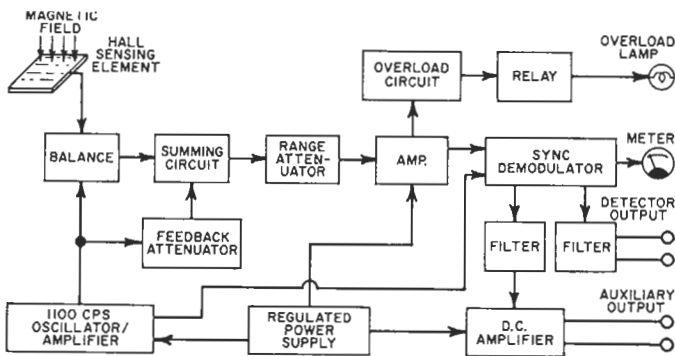 MAGNETIC
FIELD
HALL
SENSING
ELEMENT
OVERLOAD
CIRCUIT
RELAY
OVERLOAD
LAMP
BALANCE
SUMMING
CIRCUIT
RANGE
ATTEN-
UATOR
AMP.
SYNC
DEMODULATOR
METER
FEEDBACK
ATTENUATOR
FILTER
FILTER
DETECTOR
OUTPUT
1100 CPS
OSCILLATOR/
AMPLIFIER
REGULATED
POWER
SUPPLY
D.C.
AMPLIFIER
AUXILIARY
OUTPUT